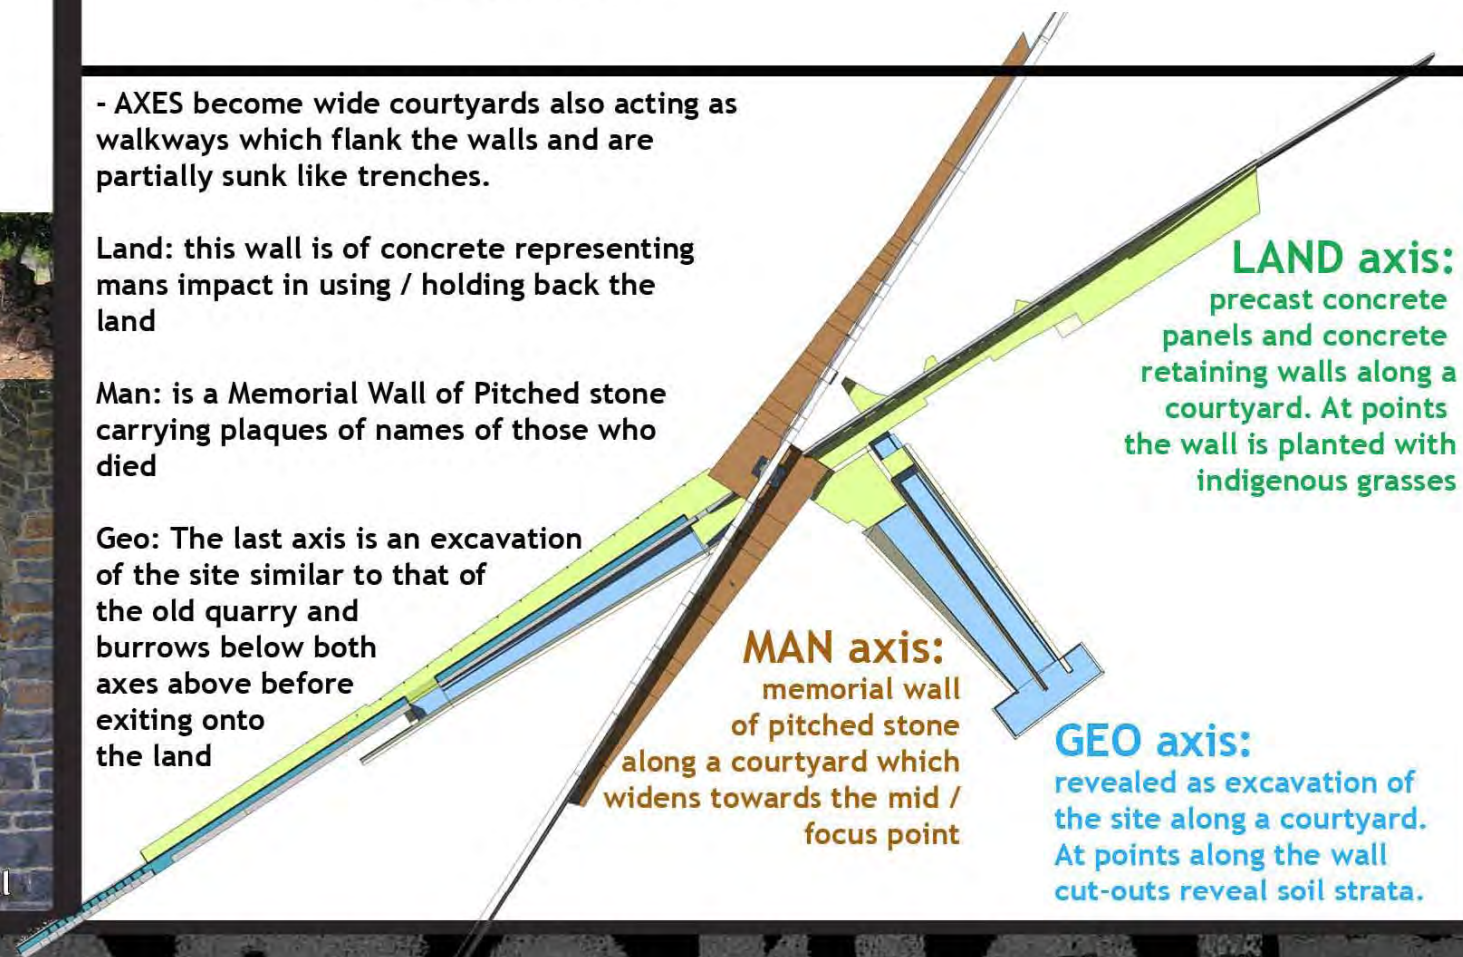 - AXES become wide courtyards also acting as
walkways which flank the walls and are
partially sunk like trenches.
Land: this wall is of concrete representing
mans impact in using / holding back the
land
Man: is a Memorial Wall of Pitched stone
carrying plaques of names of those who
died
Geo: The last axis is an excavation
of the site similar to that of
the old quarry and
burrows below both
axes above before
exiting onto
the land
LAND axis:
precast concrete
panels and concrete
retaining walls along a
courtyard. At points
the wall is planted with
indigenous grasses
MAN axis:
memorial wall
of pitched stone
along a courtyard which
widens towards the mid /
focus point
GEO axis:
revealed as excavation of
the site along a courtyard.
At points along the wall
cut-outs reveal soil strata.